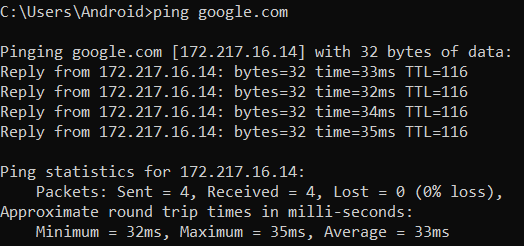 C:\Users\Android>ping google.com
Pinging google.com [172.217.16.14] with 32 bytes of data:
Reply from 172.217.16.14: bytes=32 time=33ms TTL=116
Reply from 172.217.16.14: bytes=32 time=32ms TTL=116
Reply from 172.217.16.14: bytes=32 time=34ms TTL=116
Reply from 172.217.16.14: bytes=32 time=35ms TTL=116
Ping statistics for 172.217.16.14:
    Packets: Sent = 4, Received = 4, Lost = 0 (0% loss),
Approximate round trip times in milli-seconds:
    Minimum = 32ms, Maximum = 35ms, Average = 33ms